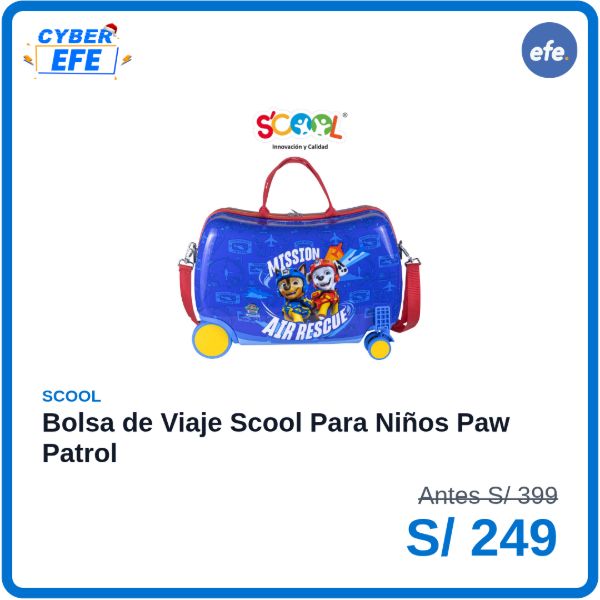 CYBER
EFE
efe.
S'COOL®
Innovación y Calidad
MISSION
AIR RESCUE
SCOOL
Bolsa de Viaje Scool Para Niños Paw
Patrol
Antes S/ 399
S/ 249